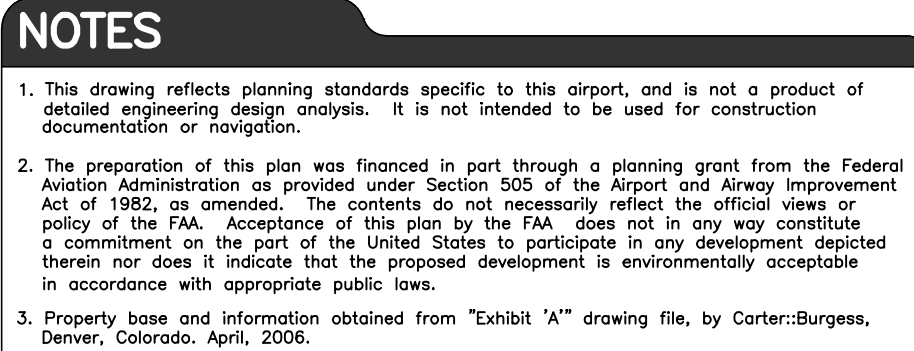 NOTES
1. This drawing reflects planning standards specific to this airport, and is not a product of
detailed engineering design analysis. It is not intended to be used for construction
documentation or navigation.
2. The preparation of this plan was financed in part through a planning grant from the Federal
Aviation Administration as provided under Section 505 of the Airport and Airway Improvement
Act of 1982, as amended. The contents do not necessarily reflect the official views or
policy of the FAA. Acceptance of this plan by the FAA does not in any way constitute
a commitment on the part of the United States to participate in any development depicted
therein nor does it indicate that the proposed development is environmentally acceptable
in accordance with appropriate public laws.
3. Property base and information obtained from "Exhibit 'A'" drawing file, by Carter::Burgess,
Denver, Colorado. April, 2006.